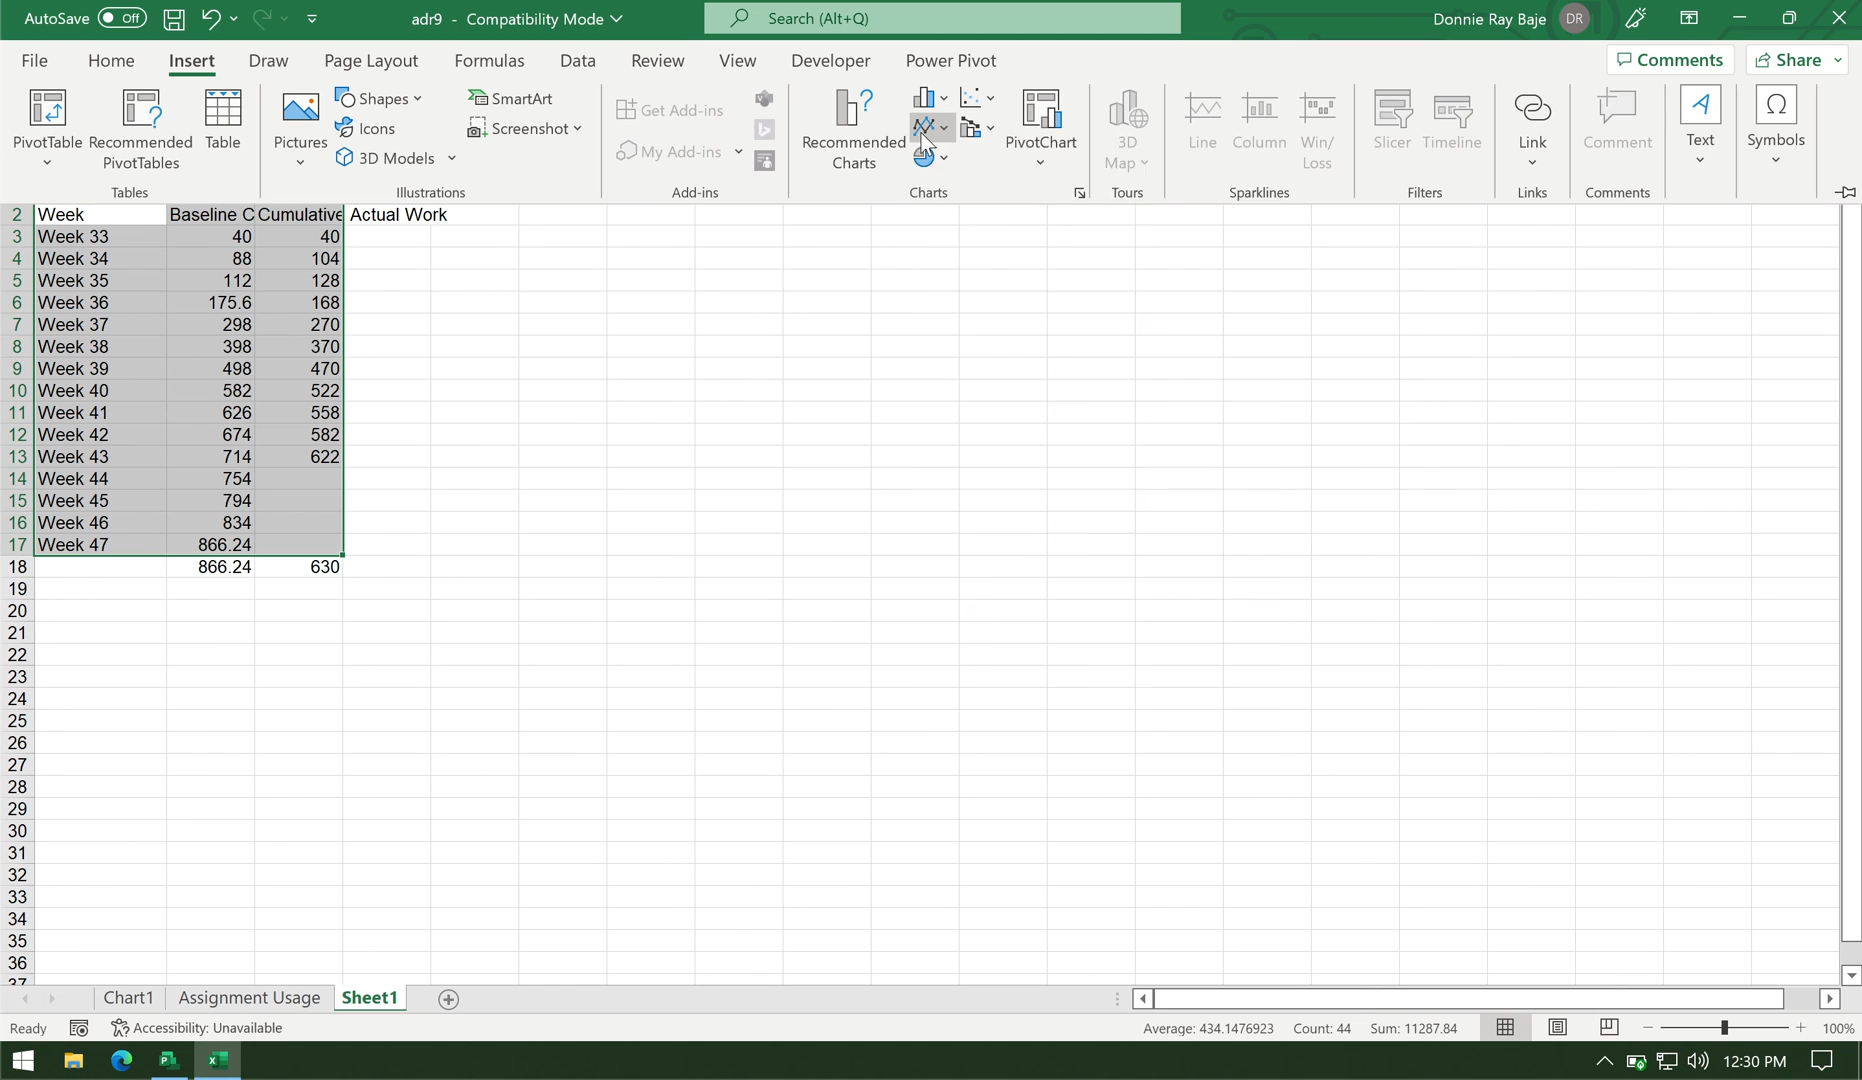 AutoSave Off adr9 - Compatibility Mode Search (Alt+Q) Donnie Ray Baje DR
File Home Insert Draw Page Layout Formulas Data Review View Developer Power Pivot Comments Share
PivotTable
Recommended PivotTables
Table
Tables
Pictures
Shapes
Icons
3D Models
SmartArt
Screenshot
Illustrations
Get Add-ins
My Add-ins
Add-ins
Recommended Charts
Charts
PivotChart
3D Map
Tours
Line
Column
Win/Loss
Sparklines
Slicer
Timeline
Filters
Link
Links
Comment
Comments
Text
Symbols
2 Week Baseline C Cumulative Actual Work
3 Week 33 40 40
4 Week 34 88 104
5 Week 35 112 128
6 Week 36 175.6 168
7 Week 37 298 270
8 Week 38 398 370
9 Week 39 498 470
10 Week 40 582 522
11 Week 41 626 558
12 Week 42 674 582
13 Week 43 714 622
14 Week 44 754
15 Week 45 794
16 Week 46 834
17 Week 47 866.24
18 866.24 630
19
20
21
22
23
24
25
26
27
28
29
30
31
32
33
34
35
36
37
Chart1 Assignment Usage Sheet1
Ready Accessibility: Unavailable Average: 434.1476923 Count: 44 Sum: 11287.84 100%
12:30 PM